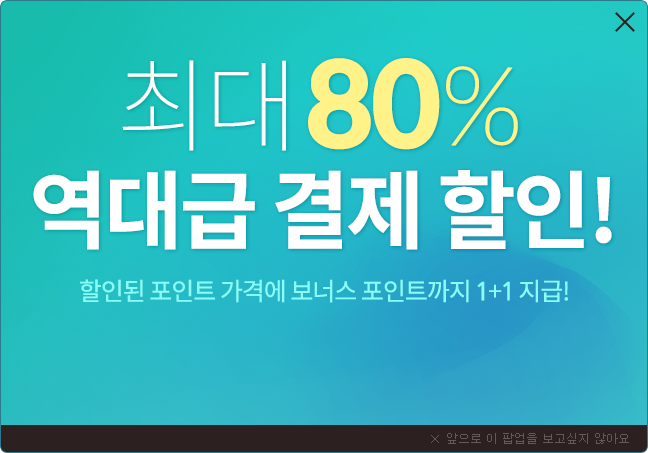 최대 80%
역대급 결제 할인!
할인된 포인트 가격에 보너스 포인트까지 1+1 지급!
× 앞으로 이 팝업을 보고싶지 않아요